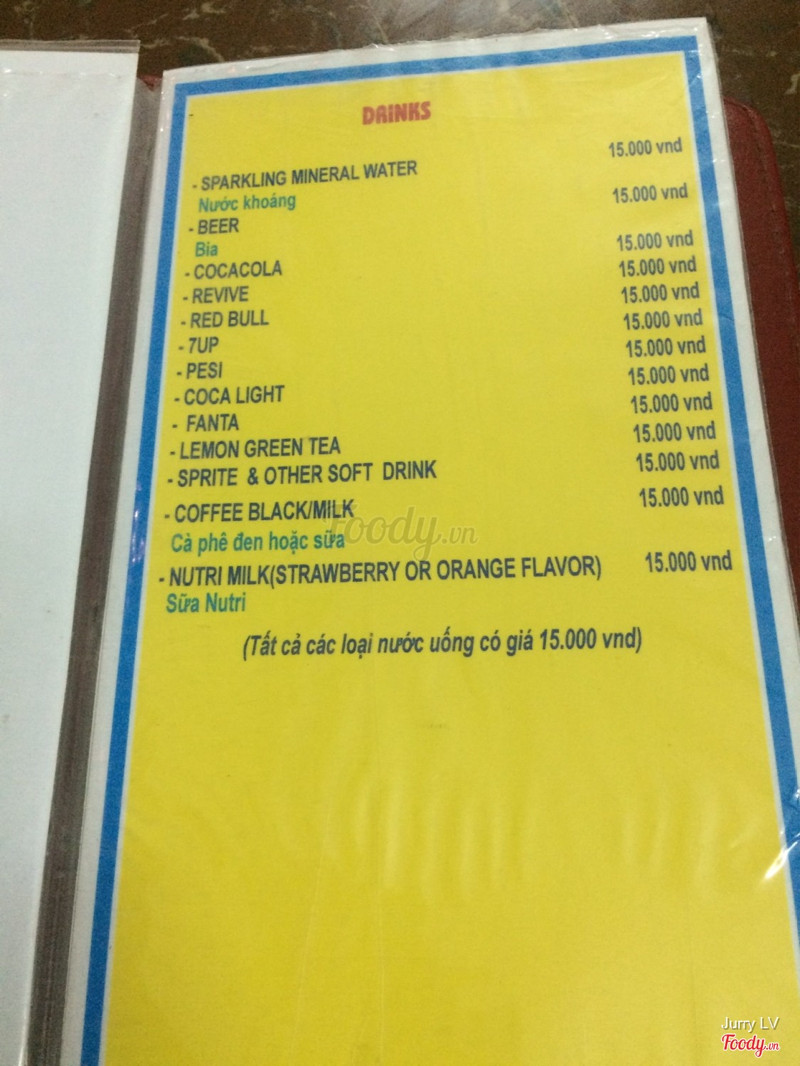 DRINKS
- SPARKLING MINERAL WATER 15.000 vnd
Nước khoáng
- BEER 15.000 vnd
Bia
- COCACOLA 15.000 vnd
- REVIVE 15.000 vnd
- RED BULL 15.000 vnd
- 7UP 15.000 vnd
- PESI 15.000 vnd
- COCA LIGHT 15.000 vnd
- FANTA 15.000 vnd
- LEMON GREEN TEA 15.000 vnd
- SPRITE & OTHER SOFT DRINK 15.000 vnd
- COFFEE BLACK/MILK 15.000 vnd
Cà phê đen hoặc sữa
- NUTRI MILK(STRAWBERRY OR ORANGE FLAVOR) 15.000 vnd
Sữa Nutri
(Tất cả các loại nước uống có giá 15.000 vnd)
foody.vn
Jurry LV
Foody.vn